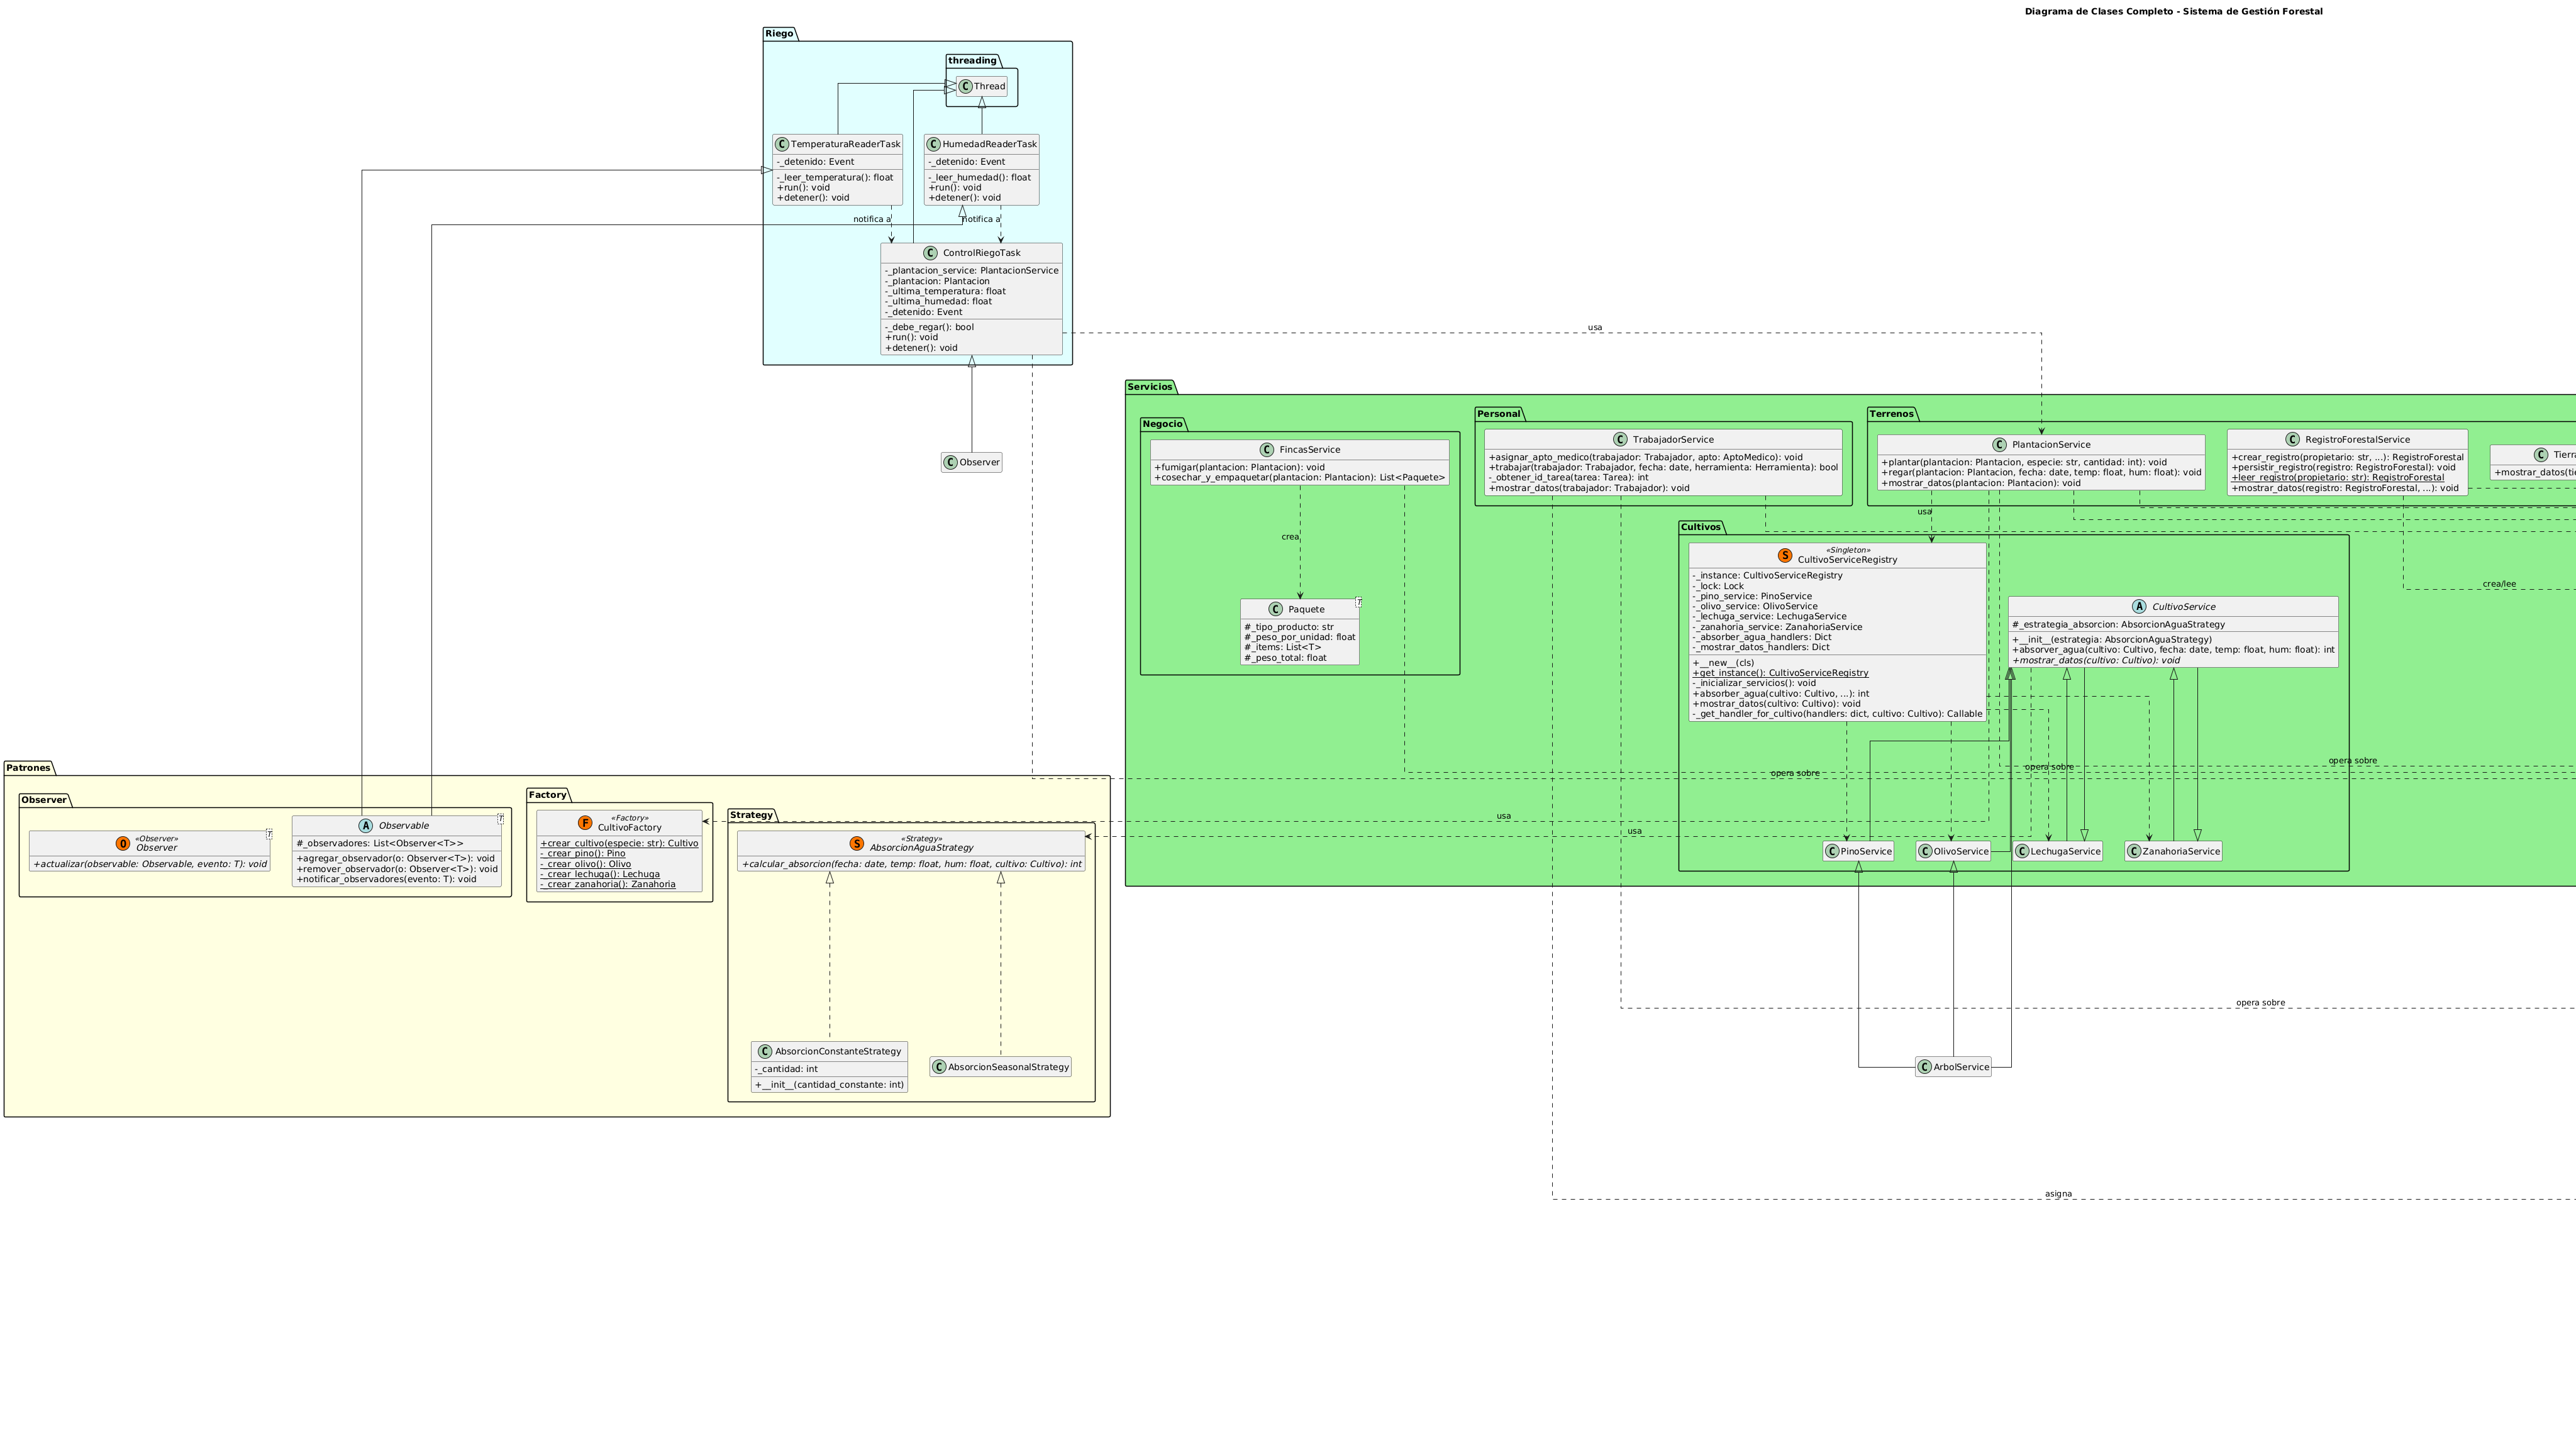 Diagrama de Clases Completo - Sistema de Gestión Forestal
Riego
threading
Thread
TemperaturaReaderTask
-_detenido: Event
-_leer_temperatura(): float
+run(): void
+detener(): void
HumedadReaderTask
-_detenido: Event
-_leer_humedad(): float
+run(): void
+detener(): void
notifica a
notifica a
ControlRiegoTask
-_plantacion_service: PlantacionService
-_plantacion: Plantacion
-_ultima_temperatura: float
-_ultima_humedad: float
-_detenido: Event
-_debe_regar(): bool
+run(): void
+detener(): void
usa
Observer
Servicios
Negocio
FincasService
+fumigar(plantacion: Plantacion): void
+cosechar_y_empaquetar(plantacion: Plantacion): List<Paquete>
crea
Paquete
T
#_tipo_producto: str
#_peso_por_unidad: float
#_items: List<T>
#_peso_total: float
Personal
TrabajadorService
+asignar_apto_medico(trabajador: Trabajador, apto: AptoMedico): void
+trabajar(trabajador: Trabajador, fecha: date, herramienta: Herramienta): bool
-_obtener_id_tarea(tarea: Tarea): int
+mostrar_datos(trabajador: Trabajador): void
Terrenos
PlantacionService
+plantar(plantacion: Plantacion, especie: str, cantidad: int): void
+regar(plantacion: Plantacion, fecha: date, temp: float, hum: float): void
+mostrar_datos(plantacion: Plantacion): void
RegistroForestalService
+crear_registro(propietario: str, ...): RegistroForestal
+persistir_registro(registro: RegistroForestal): void
+leer_registro(propietario: str): RegistroForestal
+mostrar_datos(registro: RegistroForestal, ...): void
Tierra
+mostrar_datos(tie
usa
crea/lee
Cultivos
«Singleton»
CultivoServiceRegistry
-_instance: CultivoServiceRegistry
-_lock: Lock
-_pino_service: PinoService
-_olivo_service: OlivoService
-_lechuga_service: LechugaService
-_zanahoria_service: ZanahoriaService
-_absorber_agua_handlers: Dict
-_mostrar_datos_handlers: Dict
+__new__(cls)
+get_instance(): CultivoServiceRegistry
-_inicializar_servicios(): void
+absorber_agua(cultivo: Cultivo, ...): int
+mostrar_datos(cultivo: Cultivo): void
-_get_handler_for_cultivo(handlers: dict, cultivo: Cultivo): Callable
CultivoService
#_estrategia_absorcion: AbsorcionAguaStrategy
+__init__(estrategia: AbsorcionAguaStrategy)
+absorver_agua(cultivo: Cultivo, fecha: date, temp: float, hum: float): int
+mostrar_datos(cultivo: Cultivo): void
opera sobre
opera sobre
opera sobre
PinoService
OlivoService
LechugaService
ZanahoriaService
Patrones
Observer
«Observer»
Observer
T
+actualizar(observable: Observable, evento: T): void
Observable
T
#_observadores: List<Observer<T>>
+agregar_observador(o: Observer<T>): void
+remover_observador(o: Observer<T>): void
+notificar_observadores(evento: T): void
Factory
«Factory»
CultivoFactory
+crear_cultivo(especie: str): Cultivo
-_crear_pino(): Pino
-_crear_olivo(): Olivo
-_crear_lechuga(): Lechuga
-_crear_zanahoria(): Zanahoria
usa
Strategy
«Strategy»
AbsorcionAguaStrategy
+calcular_absorcion(fecha: date, temp: float, hum: float, cultivo: Cultivo): int
usa
AbsorcionConstanteStrategy
-_cantidad: int
+__init__(cantidad_constante: int)
AbsorcionSeasonalStrategy
opera sobre
ArbolService
asigna